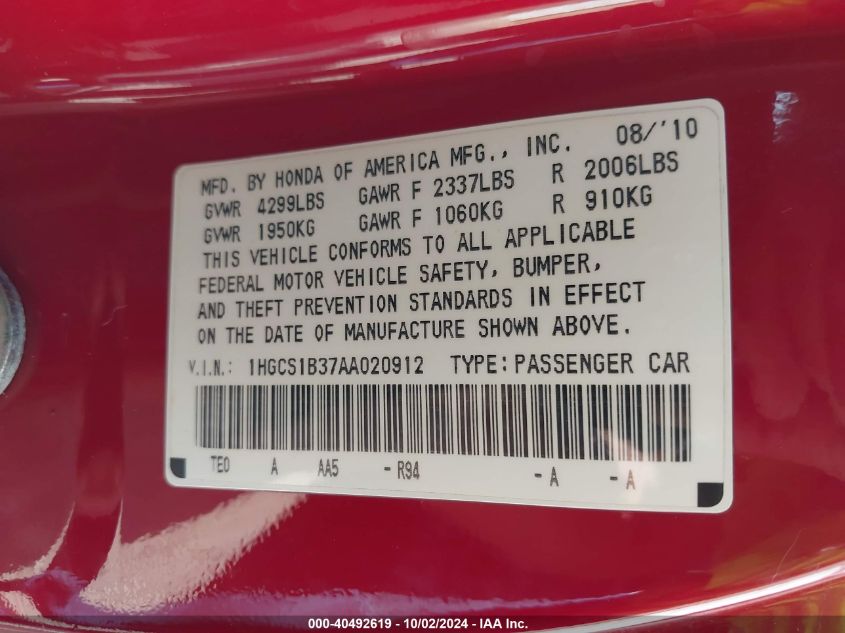 MFD. BY HONDA OF AMERICA MFG., INC. 08/'10
GVWR 4299LBS GAWR F 2337LBS R 2006LBS
GVWR 1950KG GAWR F 1060KG R 910KG
THIS VEHICLE CONFORMS TO ALL APPLICABLE
FEDERAL MOTOR VEHICLE SAFETY, BUMPER,
AND THEFT PREVENTION STANDARDS IN EFFECT
ON THE DATE OF MANUFACTURE SHOWN ABOVE.
V.I.N.: 1HGCS1B37AA020912 TYPE:PASSENGER CAR
TE0 A AA5 -R94 -A -A
000-40492619 - 10/02/2024 - IAA Inc.